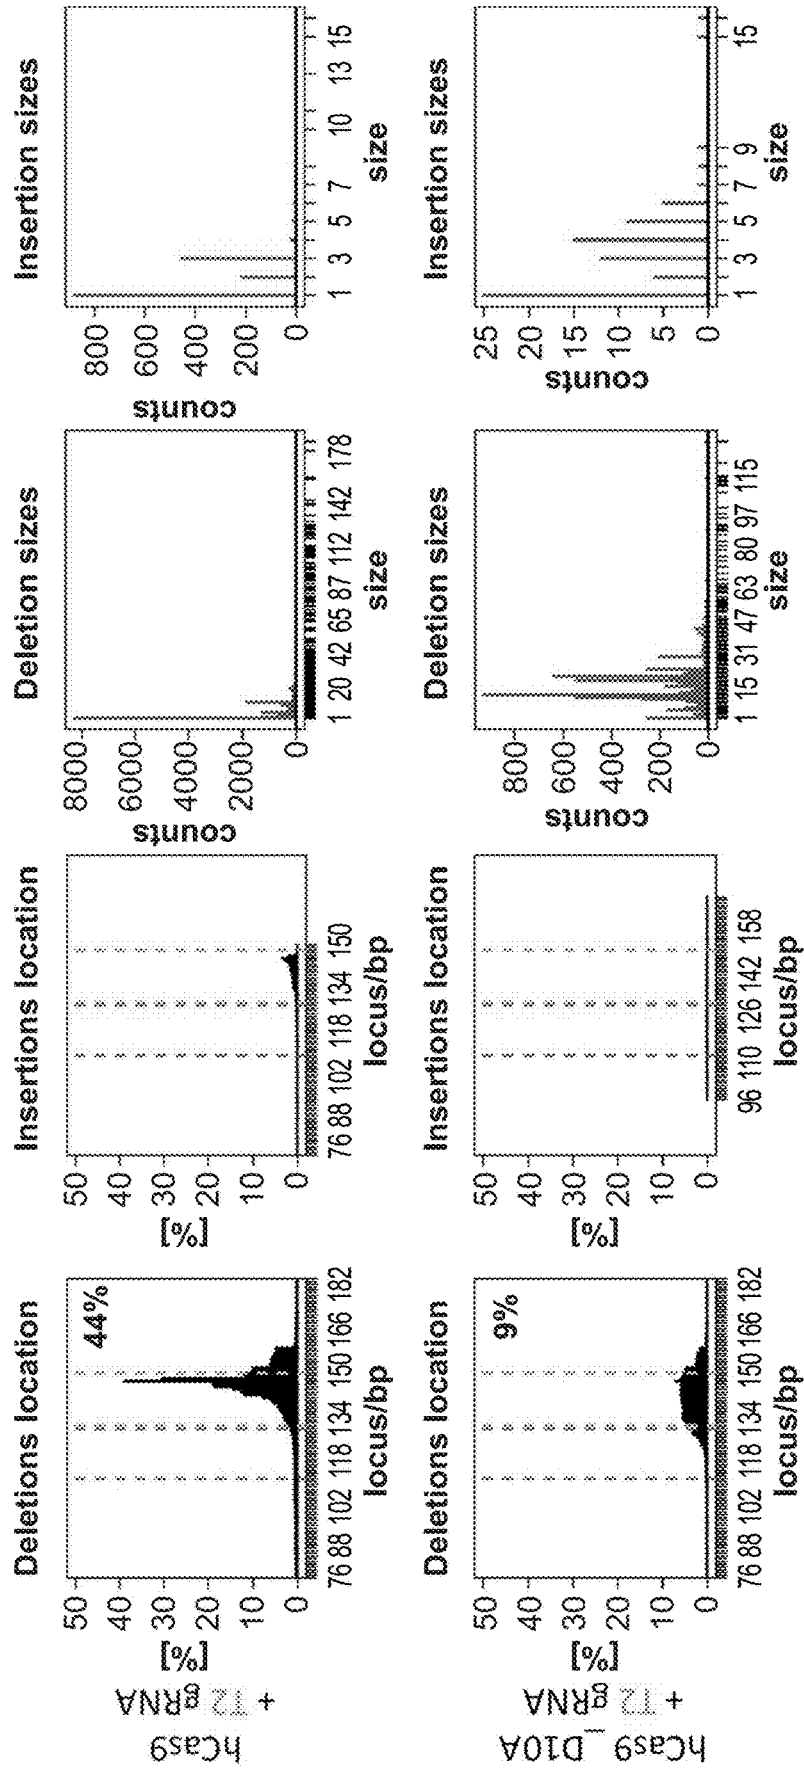 hCas9
+ T2 gRNA
Deletions location
44%
[%]
50
40
30
20
10
0
76 88 102 118 134 150 166 182
locus/bp
Insertions location
[%]
50
40
30
20
10
0
76 88 102 118 134 150
locus/bp
Deletion sizes
counts
8000
6000
4000
2000
0
1 20 42 65 87 112 142 178
size
Insertion sizes
counts
800
600
400
200
0
1 3 5 7 10 13 15
size
hCas9_D10A
+ T2 gRNA
Deletions location
9%
[%]
50
40
30
20
10
0
76 88 102 118 134 150 166 182
locus/bp
Insertions location
[%]
50
40
30
20
10
0
96 110 126 142 158
locus/bp
Deletion sizes
counts
800
600
400
200
0
1 15 31 47 63 80 97 115
size
Insertion sizes
counts
25
20
15
10
5
0
1 3 5 7 9 15
size